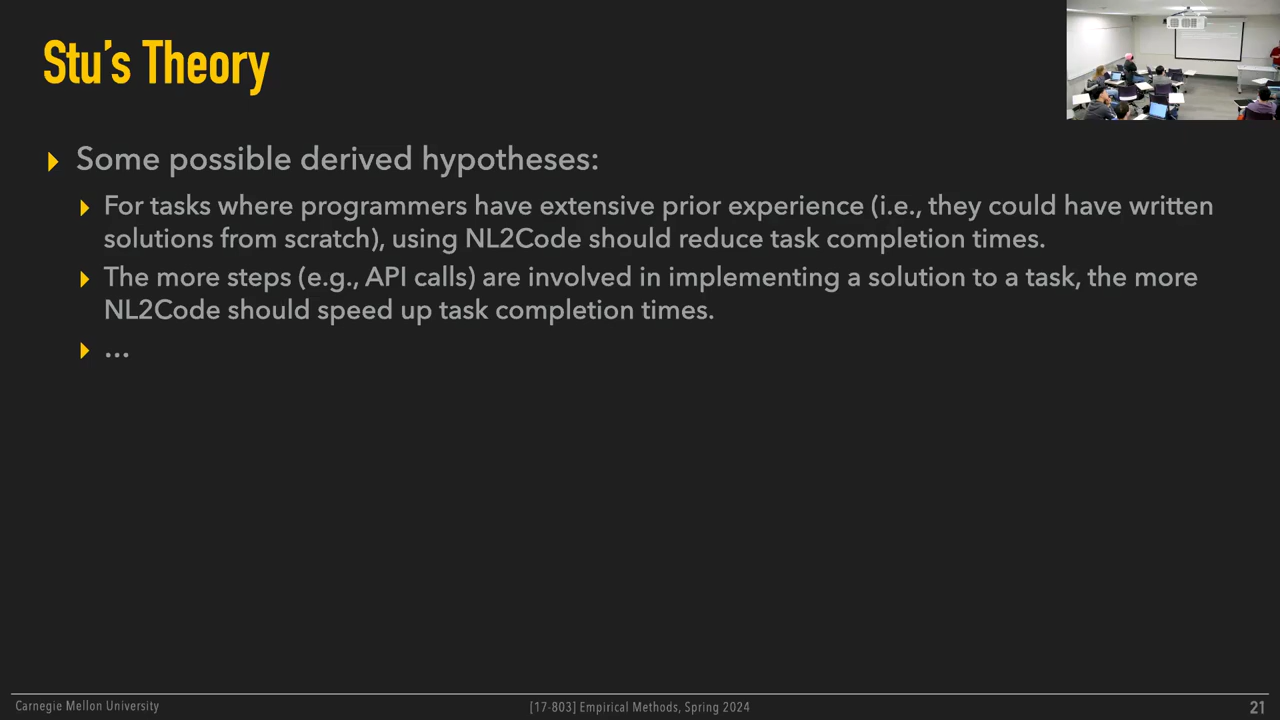 Stu's Theory
Some possible derived hypotheses:
For tasks where programmers have extensive prior experience (i.e., they could have written
solutions from scratch), using NL2Code should reduce task completion times.
The more steps (e.g., API calls) are involved in implementing a solution to a task, the more
NL2Code should speed up task completion times.
...
Carnegie Mellon University
[17-803] Empirical Methods, Spring 2024
21